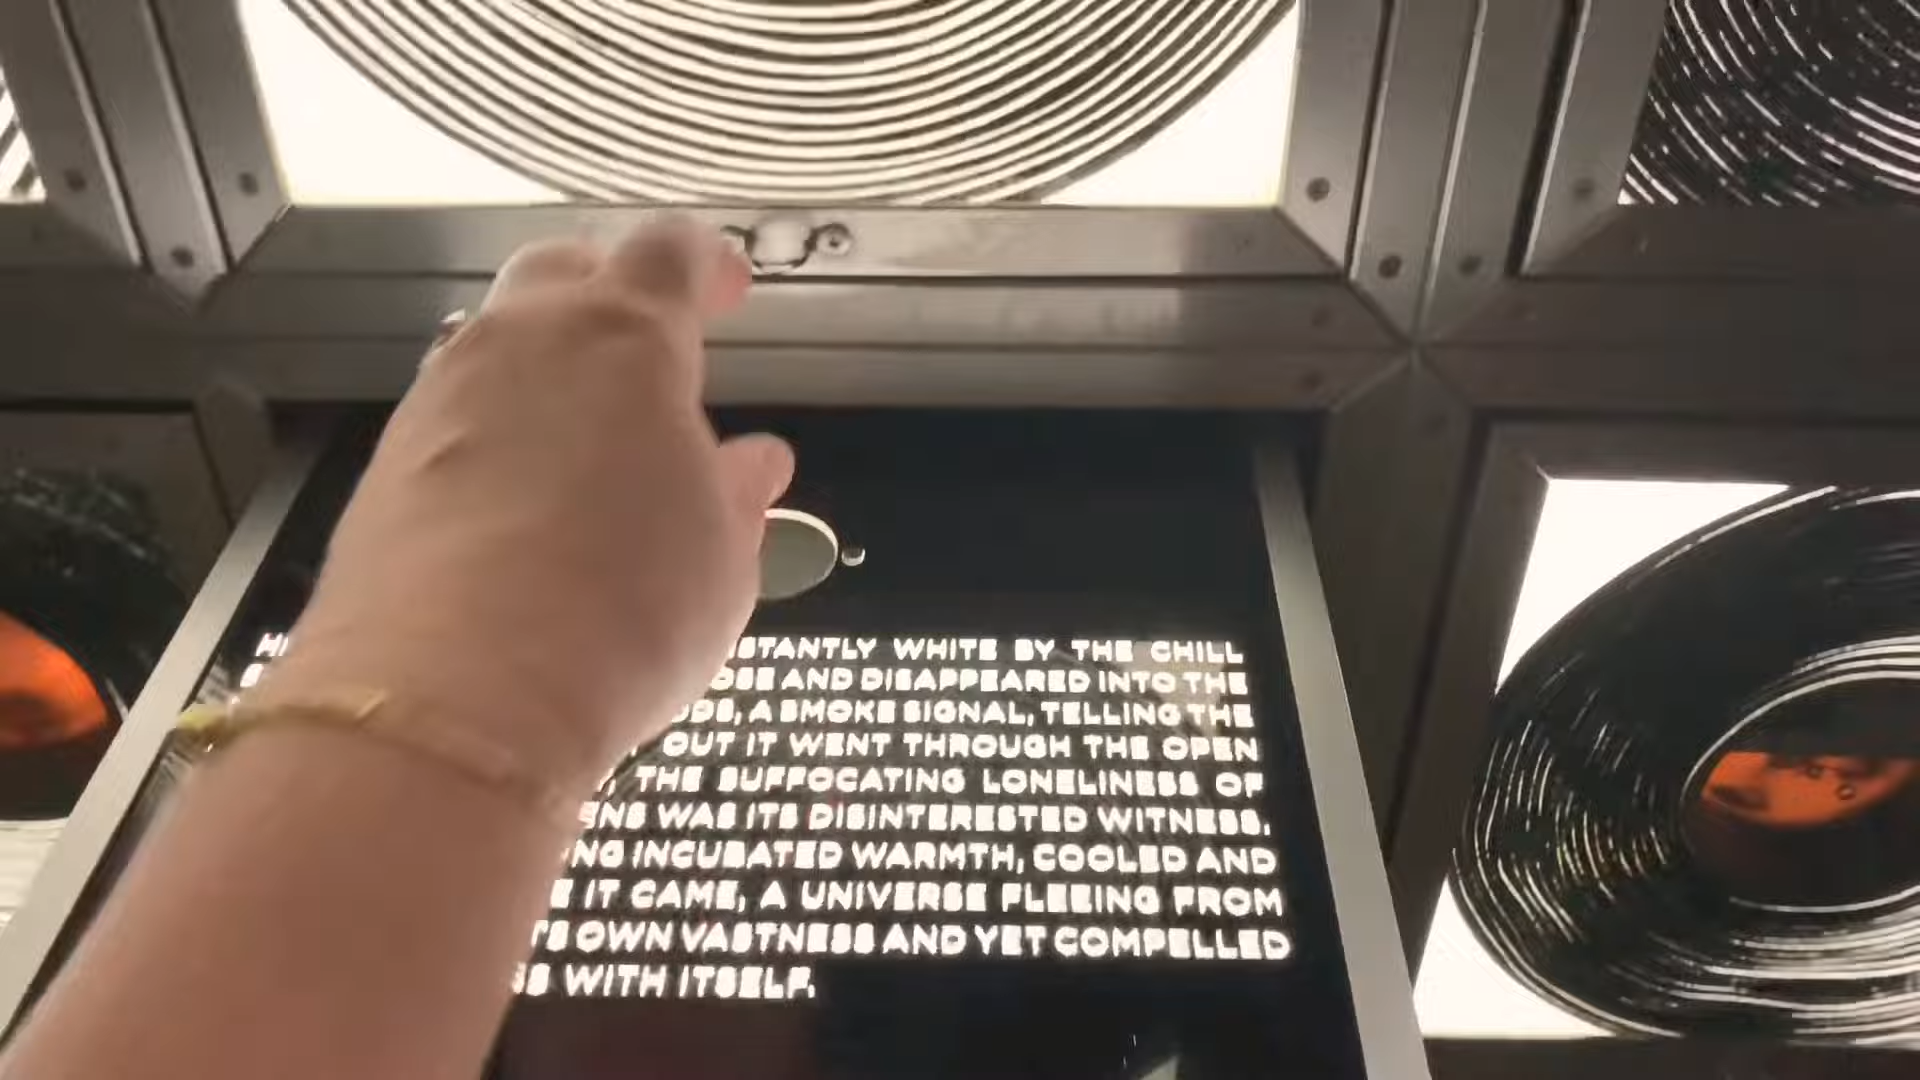 WHITE BY THE CHILL
AND DISAPPEARED INTO THE
A SMOKE SIGNAL, TELLING THE
OUT IT WENT THROUGH THE OPEN
THE SUFFOCATING LONELINESS OF
WAS ITS DISINTERESTED WITNESS.
INCUBATED WARMTH, COOLED AND
IT CAME, A UNIVERSE FLEEING FROM
OWN VASTNESS AND YET COMPELLED
WITH ITSELF.